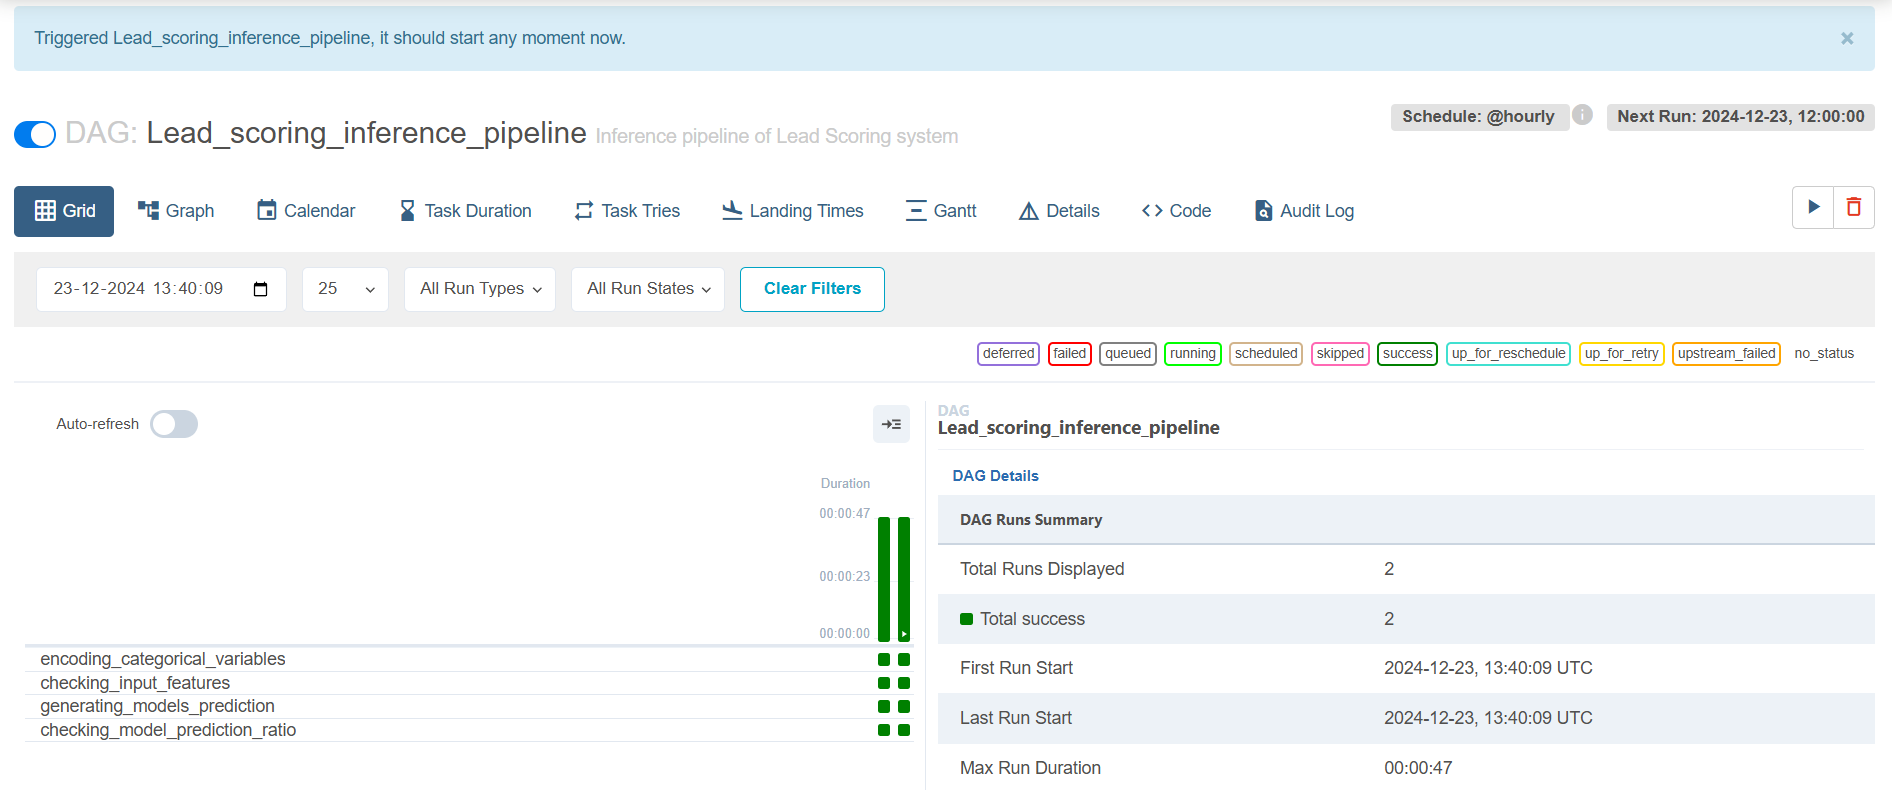 Triggered Lead_scoring_inference_pipeline, it should start any moment now.
×
DAG: Lead_scoring_inference_pipeline Inference pipeline of Lead Scoring system
Schedule: @hourly
i
Next Run: 2024-12-23, 12:00:00
Grid
Graph
Calendar
Task Duration
Task Tries
Landing Times
Gantt
Details
Code
Audit Log
23-12-2024 13:40:09
25
All Run Types
All Run States
Clear Filters
deferred
failed
queued
running
scheduled
skipped
success
up_for_reschedule
up_for_retry
upstream_failed
no_status
Auto-refresh
Duration
00:00:47
00:00:23
00:00:00
encoding_categorical_variables
checking_input_features
generating_models_prediction
checking_model_prediction_ratio
DAG
Lead_scoring_inference_pipeline
DAG Details
DAG Runs Summary
Total Runs Displayed 2
Total success 2
First Run Start 2024-12-23, 13:40:09 UTC
Last Run Start 2024-12-23, 13:40:09 UTC
Max Run Duration 00:00:47